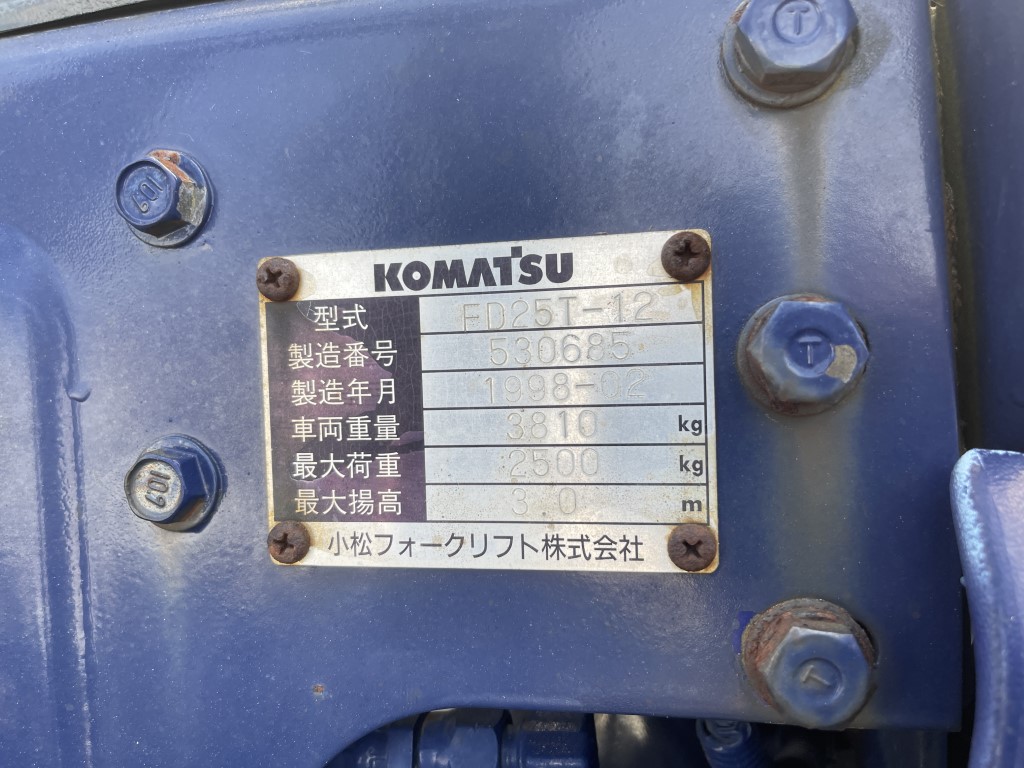 KOMATSU
型式 FD25T-12
製造番号 530685
製造年月 1998-02
車両重量 3810 kg
最大荷重 2500 kg
最大揚高 3.0 m
小松フォークリフト株式会社
T
107
T
107
T